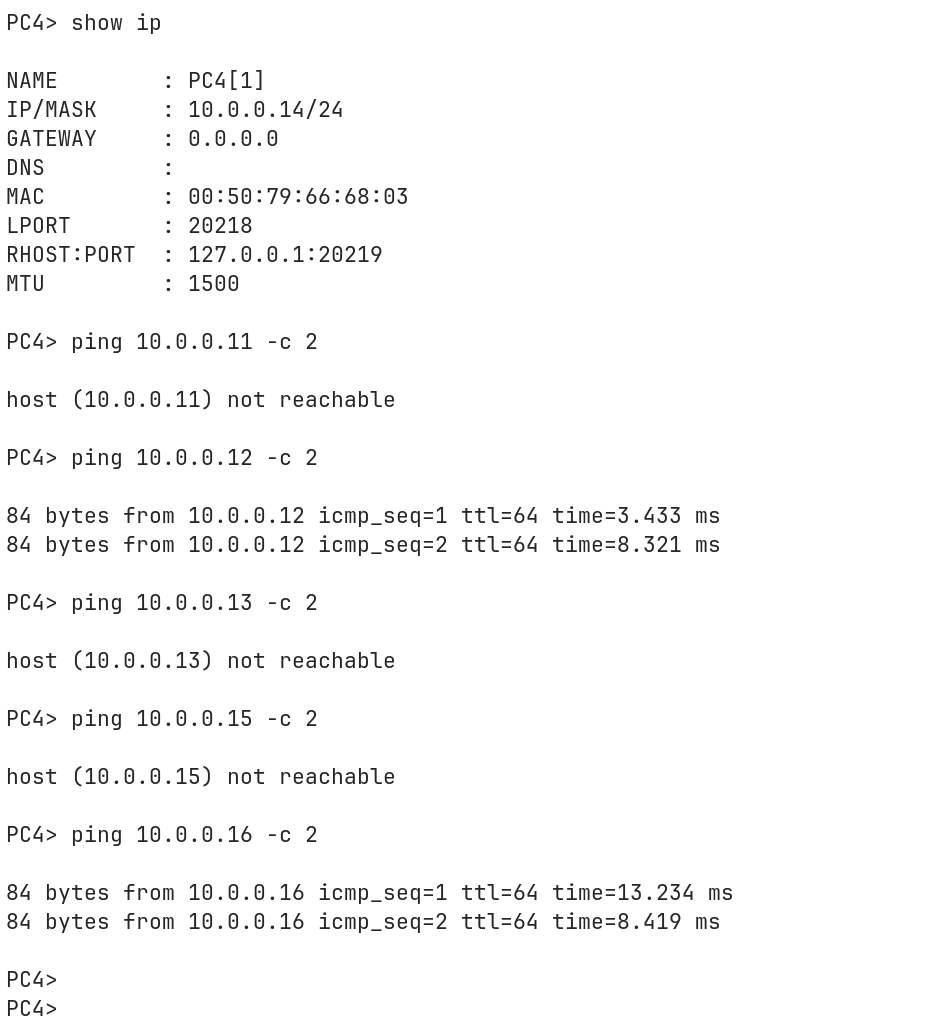 PC4> show ip
NAME        : PC4[1]
IP/MASK     : 10.0.0.14/24
GATEWAY     : 0.0.0.0
DNS         :
MAC         : 00:50:79:66:68:03
LPORT       : 20218
RHOST:PORT  : 127.0.0.1:20219
MTU         : 1500
PC4> ping 10.0.0.11 -c 2
host (10.0.0.11) not reachable
PC4> ping 10.0.0.12 -c 2
84 bytes from 10.0.0.12 icmp_seq=1 ttl=64 time=3.433 ms
84 bytes from 10.0.0.12 icmp_seq=2 ttl=64 time=8.321 ms
PC4> ping 10.0.0.13 -c 2
host (10.0.0.13) not reachable
PC4> ping 10.0.0.15 -c 2
host (10.0.0.15) not reachable
PC4> ping 10.0.0.16 -c 2
84 bytes from 10.0.0.16 icmp_seq=1 ttl=64 time=13.234 ms
84 bytes from 10.0.0.16 icmp_seq=2 ttl=64 time=8.419 ms
PC4>
PC4>